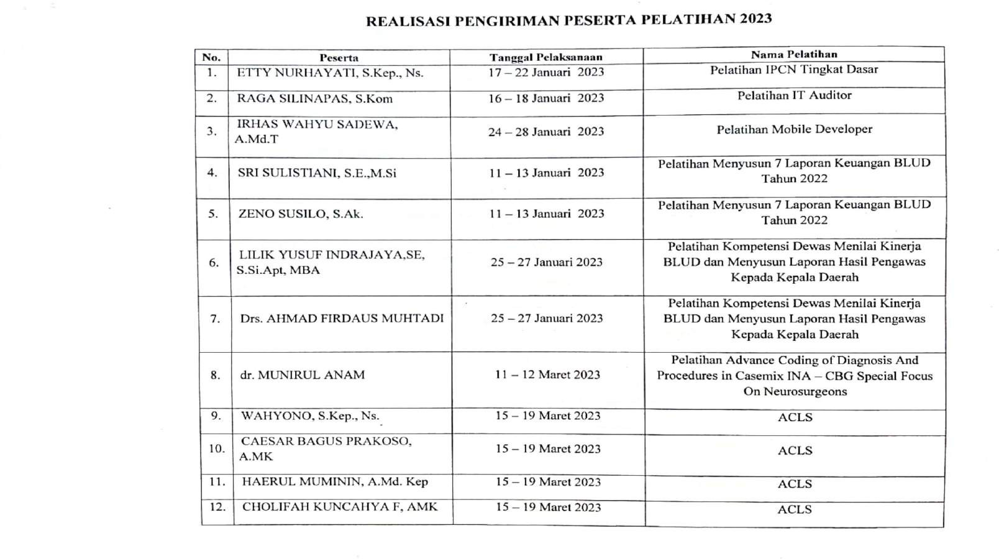 REALISASI PENGIRIMAN PESERTA PELATIHAN 2023
No. Peserta Tanggal Pelaksanaan Nama Pelatihan
1. ETTY NURHAYATI, S.Kep., Ns. 17 – 22 Januari 2023 Pelatihan IPCN Tingkat Dasar
2. RAGA SILINAPAS, S.Kom 16 – 18 Januari 2023 Pelatihan IT Auditor
3. IRHAS WAHYU SADEWA,
A.Md.T 24 – 28 Januari 2023 Pelatihan Mobile Developer
4. SRI SULISTIANI, S.E.,M.Si 11 – 13 Januari 2023 Pelatihan Menyusun 7 Laporan Keuangan BLUD
Tahun 2022
5. ZENO SUSILO, S.Ak. 11 – 13 Januari 2023 Pelatihan Menyusun 7 Laporan Keuangan BLUD
Tahun 2022
6. LILIK YUSUF INDRAJAYA,SE,
S.Si.Apt, MBA 25 – 27 Januari 2023 Pelatihan Kompetensi Dewas Menilai Kinerja
BLUD dan Menyusun Laporan Hasil Pengawas
Kepada Kepala Daerah
7. Drs. AHMAD FIRDAUS MUHTADI 25 – 27 Januari 2023 Pelatihan Kompetensi Dewas Menilai Kinerja
BLUD dan Menyusun Laporan Hasil Pengawas
Kepada Kepala Daerah
8. dr. MUNIRUL ANAM 11 – 12 Maret 2023 Pelatihan Advance Coding of Diagnosis And
Procedures in Casemix INA – CBG Special Focus
On Neurosurgeons
9. WAHYONO, S.Kep., Ns. 15 – 19 Maret 2023 ACLS
10. CAESAR BAGUS PRAKOSO,
A.MK 15 – 19 Maret 2023 ACLS
11. HAERUL MUMININ, A.Md. Kep 15 – 19 Maret 2023 ACLS
12. CHOLIFAH KUNCAHYA F, AMK 15 – 19 Maret 2023 ACLS